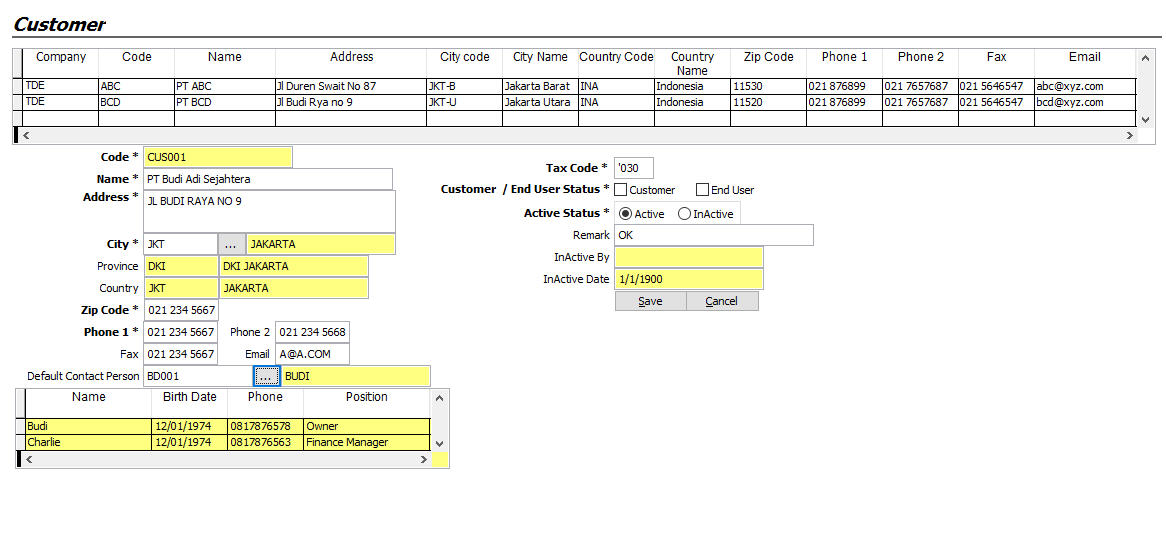 Customer
Company Code Name Address City code City Name Country Code Country Name Zip Code Phone 1 Phone 2 Fax Email
TDE ABC PT ABC Jl Duren Swait No 87 JKT-B Jakarta Barat INA Indonesia 11530 021 876899 021 7657687 021 5646547 abc@xyz.com
TDE BCD PT BCD Jl Budi Rya no 9 JKT-U Jakarta Utara INA Indonesia 11520 021 876899 021 7657687 021 5646547 bcd@xyz.com
Code * CUS001
Name * PT Budi Adi Sejahtera
Address * JL BUDI RAYA NO 9
City * JKT ... JAKARTA
Province DKI DKI JAKARTA
Country JKT JAKARTA
Zip Code * 021 234 5667
Phone 1 * 021 234 5667 Phone 2 021 234 5668
Fax 021 234 5667 Email A@A.COM
Default Contact Person BD001 ... BUDI
Name Birth Date Phone Position
Budi 12/01/1974 0817876578 Owner
Charlie 12/01/1974 0817876563 Finance Manager
Tax Code * '030
Customer / End User Status * Customer End User
Active Status * Active InActive
Remark OK
InActive By
InActive Date 1/1/1900
Save Cancel